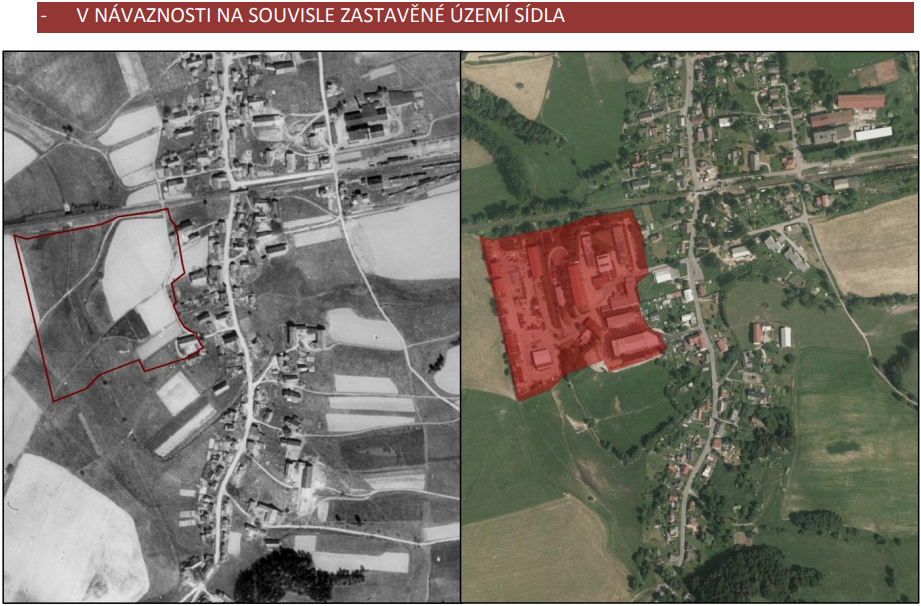 - V NÁVAZNOSTI NA SOUVISLE ZASTAVĚNÉ ÚZEMÍ SÍDLA